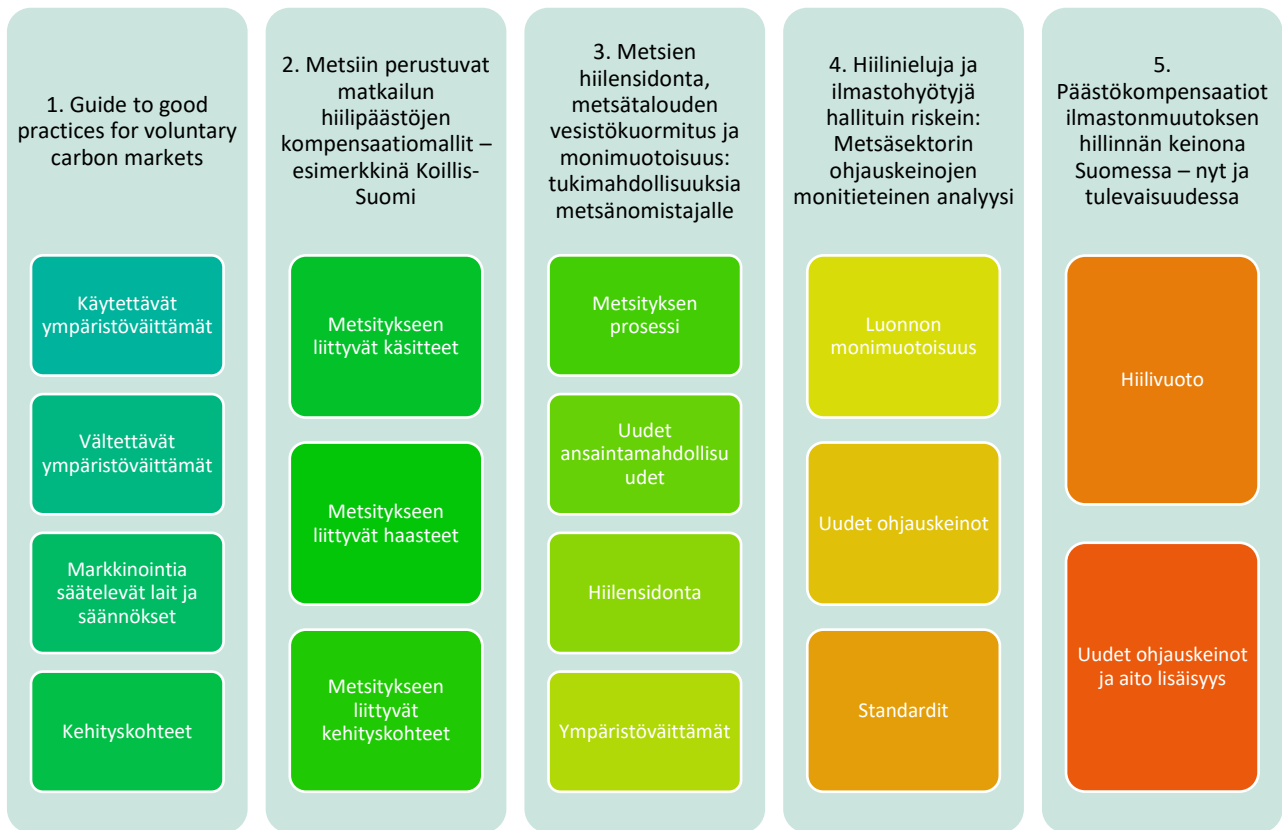 1. Guide to good
practices for voluntary
carbon markets
Käytettävät
ympäristöväittämät
Vältettävät
ympäristöväittämät
Markkinointia
säätelevät lait ja
säännökset
Kehityskohteet
2. Metsiin perustuvat
matkailun
hiilipäästöjen
kompensaatiomallit –
esimerkkinä Koillis-
Suomi
Metsitykseen
liittyvät käsitteet
Metsitykseen
liittyvät haasteet
Metsitykseen
liittyvät
kehityskohteet
3. Metsien
hiilensidonta,
metsätalouden
vesistökuormitus ja
monimuotoisuus:
tukimahdollisuuksia
metsänomistajalle
Metsityksen
prosessi
Uudet
ansaintamahdollisu
udet
Hiilensidonta
Ympäristöväittämät
4. Hiilinieluja ja
ilmastohyötyjä
hallituin riskein:
Metsäsektorin
ohjauskeinojen
monitieteinen analyysi
Luonnon
monimuotoisuus
Uudet ohjauskeinot
Standardit
5.
Päästökompensaatiot
ilmastonmuutoksen
hillinnän keinona
Suomessa – nyt ja
tulevaisuudessa
Hiilivuoto
Uudet ohjauskeinot
ja aito lisäisyys